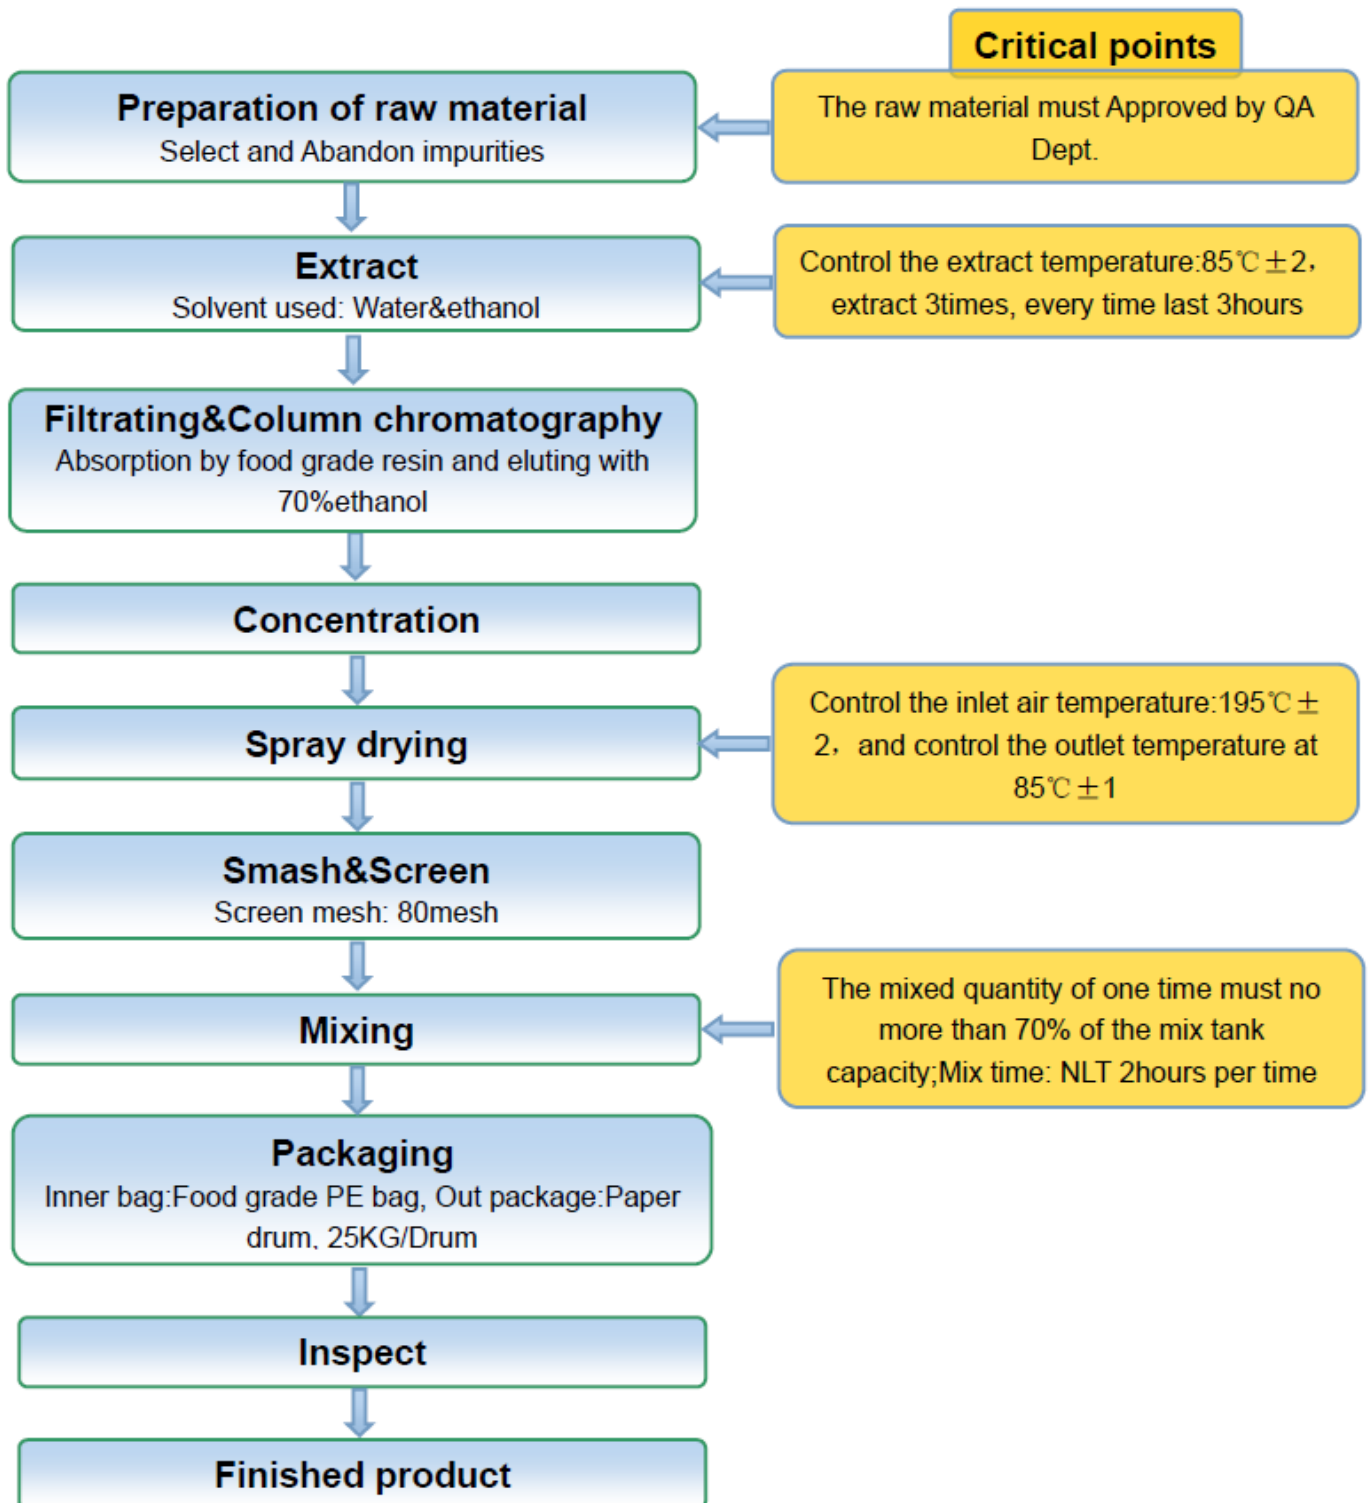 Critical points
Preparation of raw material
Select and Abandon impurities
The raw material must Approved by QA
Dept.
Extract
Solvent used: Water&ethanol
Control the extract temperature:85℃±2，
extract 3times, every time last 3hours
Filtrating&Column chromatography
Absorption by food grade resin and eluting with
70%ethanol
Concentration
Spray drying
Control the inlet air temperature:195℃±
2，and control the outlet temperature at
85℃±1
Smash&Screen
Screen mesh: 80mesh
Mixing
The mixed quantity of one time must no
more than 70% of the mix tank
capacity;Mix time: NLT 2hours per time
Packaging
Inner bag:Food grade PE bag, Out package:Paper
drum, 25KG/Drum
Inspect
Finished product